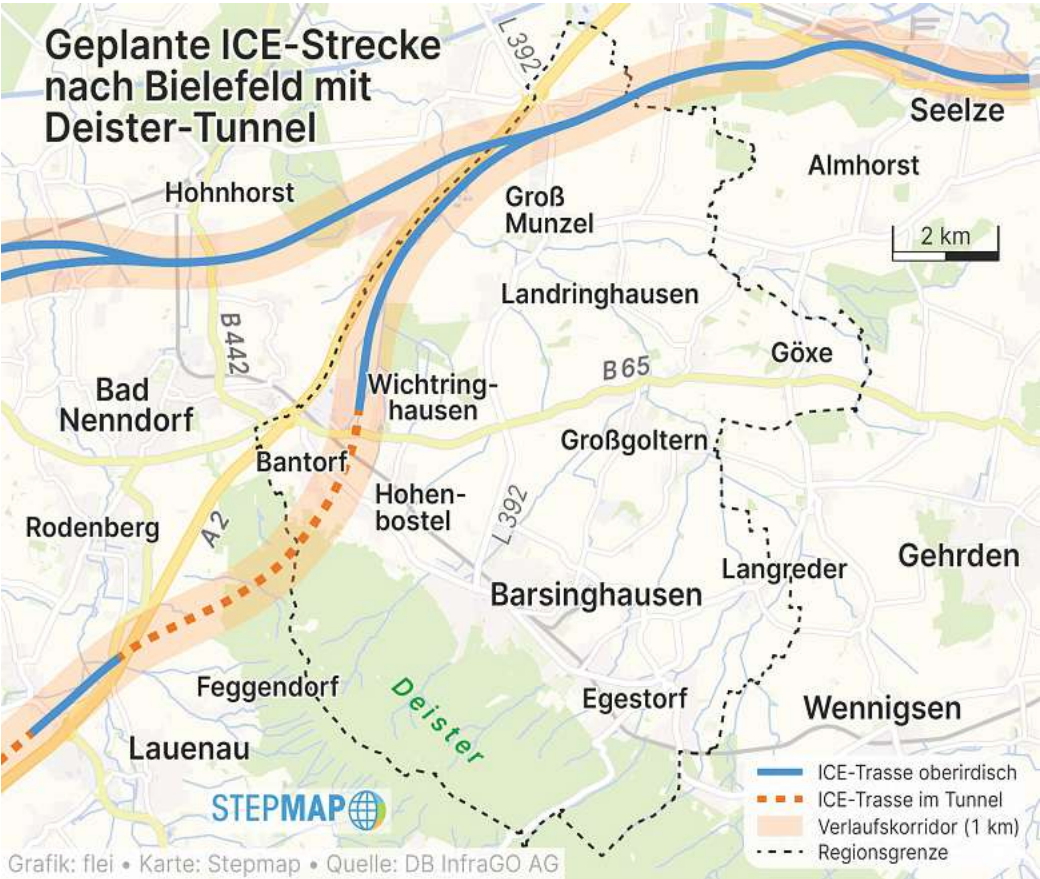 Geplante ICE-Strecke
nach Bielefeld mit
Deister-Tunnel
L 392
Seelze
Almhorst
Hohnhorst
Groß
Munzel
2 km
Landringhausen
B 442
Göxe
B 65
Bad
Nenndorf
Wichtring-
hausen
Großgoltern
Bantorf
Hohen-
bostel
L 392
Rodenberg
A 2
Gehrden
Langreder
Barsinghausen
Feggendorf
Deister
Egestorf
Wennigsen
Lauenau
STEPMAP
ICE-Trasse oberirdisch
ICE-Trasse im Tunnel
Verlaufskorridor (1 km)
Regionsgrenze
Grafik: flei • Karte: Stepmap • Quelle: DB InfraGO AG